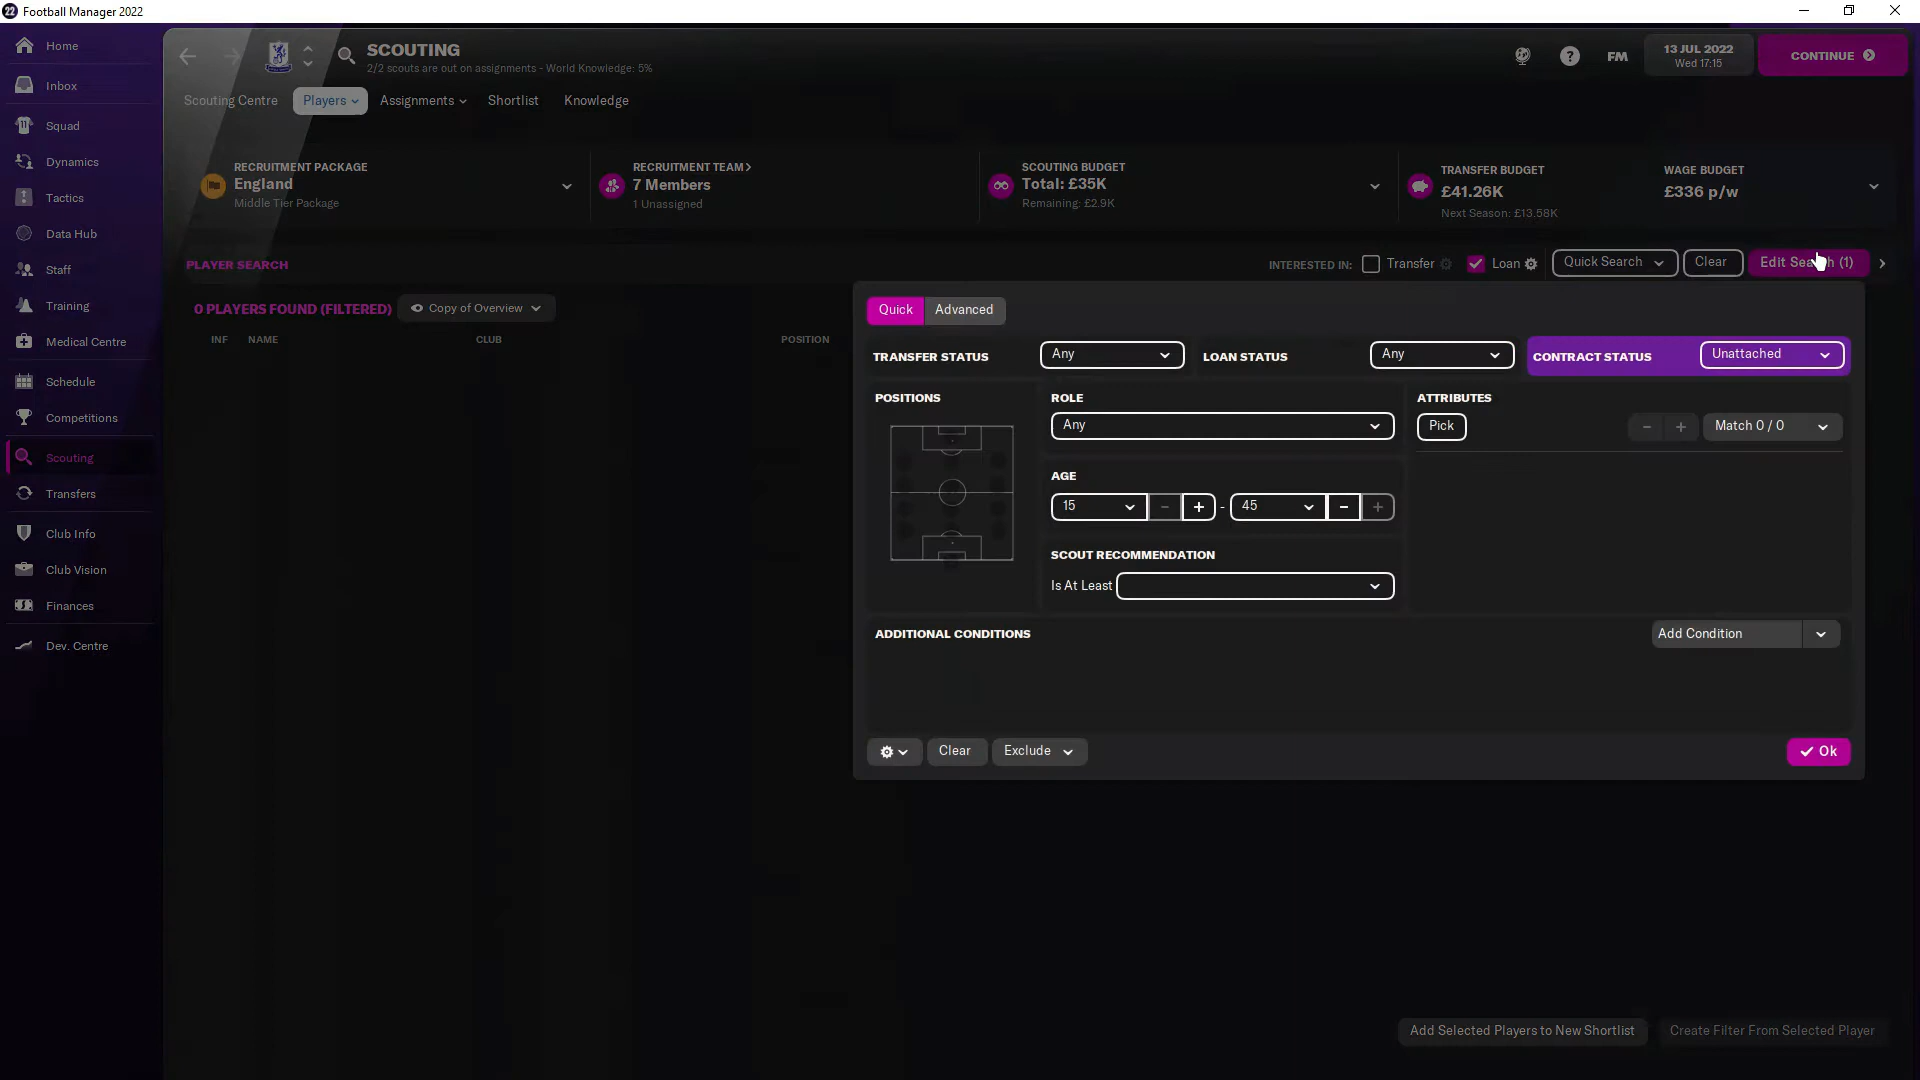 22 Football Manager 2022
Home
Inbox
Squad
Dynamics
Tactics
Data Hub
Staff
Training
Medical Centre
Schedule
Competitions
Scouting
Transfers
Club Info
Club Vision
Finances
Dev. Centre
SCOUTING
2/2 scouts are out on assignments - World Knowledge: 5%
FM
13 JUL 2022
Wed 17:15
CONTINUE
Scouting Centre
Players
Assignments
Shortlist
Knowledge
RECRUITMENT PACKAGE
England
Middle Tier Package
RECRUITMENT TEAM >
7 Members
1 Unassigned
SCOUTING BUDGET
Total: £35K
Remaining: £2.9K
TRANSFER BUDGET
£41.26K
Next Season: £13.58K
WAGE BUDGET
£336 p/w
PLAYER SEARCH
INTERESTED IN: Transfer Loan
Quick Search
Clear
Edit Search (1)
0 PLAYERS FOUND (FILTERED)
Copy of Overview
INF NAME CLUB POSITION
Quick Advanced
TRANSFER STATUS Any
LOAN STATUS Any
CONTRACT STATUS Unattached
POSITIONS
ROLE
Any
AGE
15 - + - 45 - +
SCOUT RECOMMENDATION
Is At Least
ATTRIBUTES
Pick
- + Match 0 / 0
ADDITIONAL CONDITIONS
Add Condition
Clear
Exclude
Ok
Add Selected Players to New Shortlist
Create Filter From Selected Player